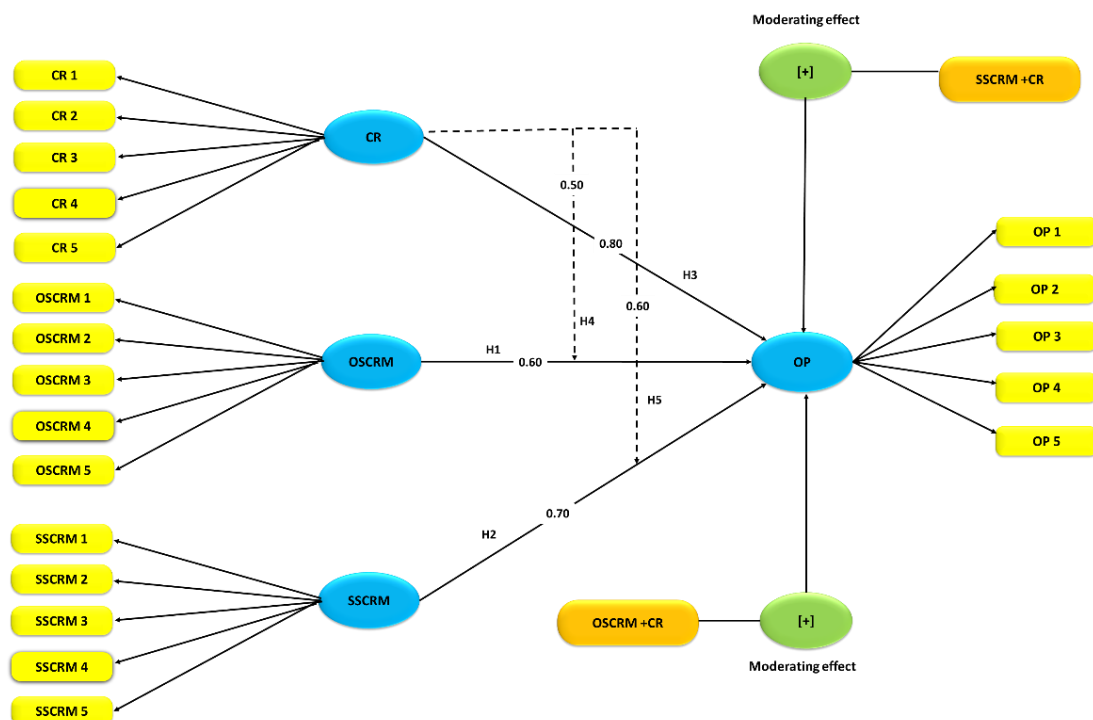 Moderating effect
[+]
SSCRM +CR
CR 1
CR 2
CR 3
CR 4
CR 5
CR
0.50
0.80
H3
0.60
H4
OSCRM 1
OSCRM 2
OSCRM 3
OSCRM 4
OSCRM 5
OSCRM
H1
0.60
H5
OP
OP 1
OP 2
OP 3
OP 4
OP 5
SSCRM 1
SSCRM 2
SSCRM 3
SSCRM 4
SSCRM 5
SSCRM
H2
0.70
OSCRM +CR
[+]
Moderating effect